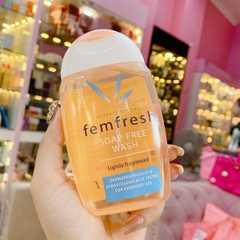 femfresh
SOAP FREE
WASH
Lightly fragranced
DERMATOLOGICALLY &
GYNAECOLOGICALLY TESTED
FOR EVERYDAY USE